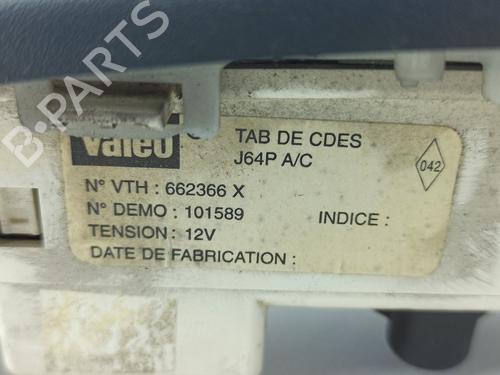 Valeo
TAB DE CDES
J64P A/C
042
N° VTH : 662366 X
N° DEMO : 101589
INDICE :
TENSION : 12V
DATE DE FABRICATION :
B-PARTS